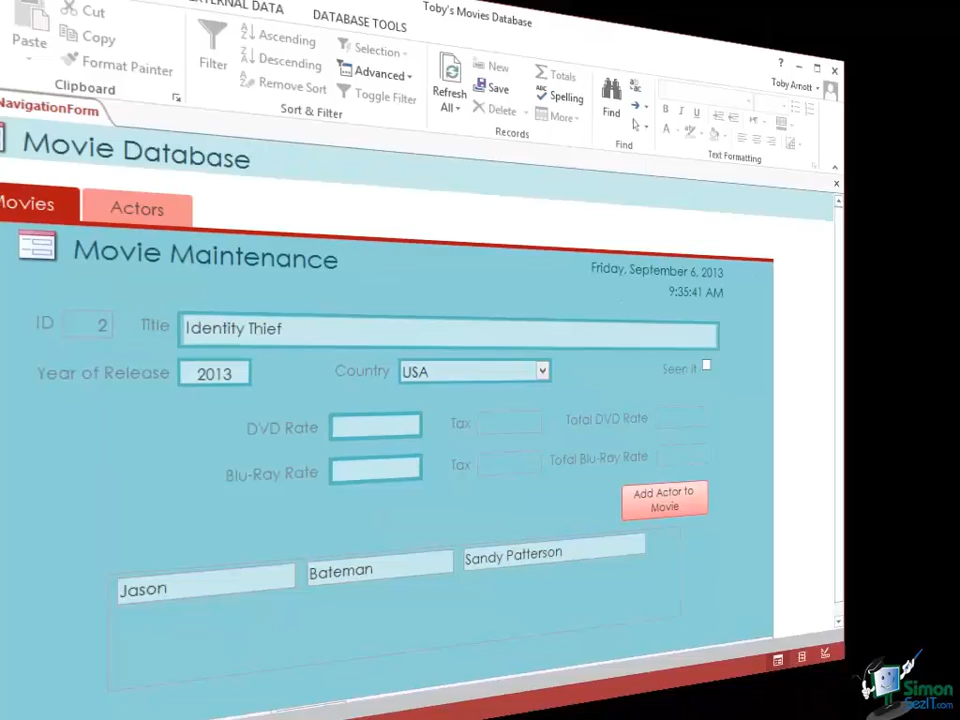 EXTERNAL DATA
DATABASE TOOLS
Toby's Movies Database
?
Toby Arnott
Cut
Copy
Format Painter
Paste
Clipboard
Filter
Ascending
Descending
Remove Sort
Selection
Advanced
Toggle Filter
Sort & Filter
Refresh
All
New
Save
Delete
Totals
Spelling
More
Records
Find
Find
B I U
A
Text Formatting
NavigationForm
Movie Database
Movies
Actors
Movie Maintenance
Friday, September 6, 2013
9:35:41 AM
ID 2 Title Identity Thief
Year of Release 2013 Country USA Seen it
DVD Rate Tax Total DVD Rate
Blu-Ray Rate Tax Total Blu-Ray Rate
Add Actor to
Movie
Jason Bateman Sandy Patterson
Simon
SezIT.com